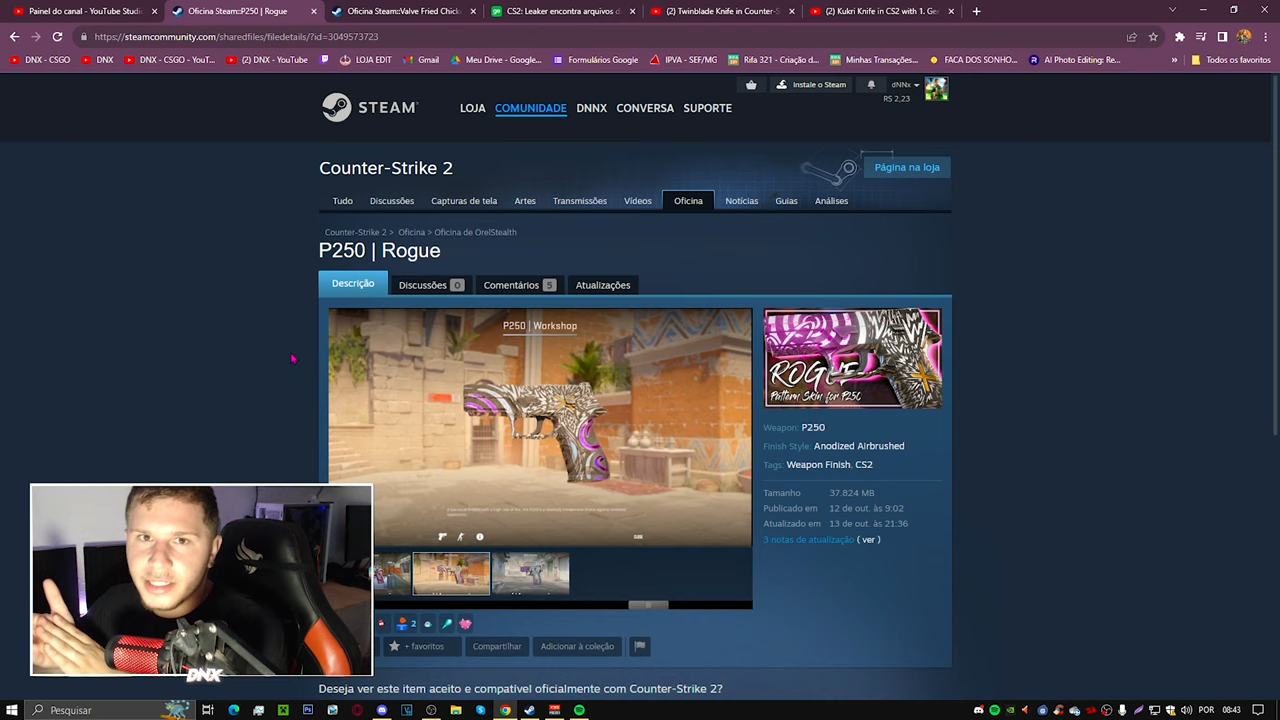 Painel do canal - YouTube Studio
Oficina Steam::P250 | Rogue
Oficina Steam::Valve Fried Chick
CS2: Leaker encontra arquivos d
(2) Twinblade Knife in Counter-S
(2) Kukri Knife in CS2 with 1. Ge
https://steamcommunity.com/sharedfiles/filedetails/?id=3049573723
DNX - CSGO
DNX
DNX - CSGO - YouT...
(2) DNX - YouTube
LOJA EDIT
Gmail
Meu Drive - Google...
Formulários Google
IPVA - SEF/MG
Rifa 321 - Criação d...
Minhas Transações...
FACA DOS SONHO...
AI Photo Editing: Re...
»
Todos os favoritos
Instale o Steam
dNNx
R$ 2,23
STEAM
LOJA COMUNIDADE DNNX CONVERSA SUPORTE
Counter-Strike 2
Página na loja
Tudo Discussões Capturas de tela Artes Transmissões Vídeos Oficina Notícias Guias Análises
Counter-Strike 2 > Oficina > Oficina de OrelStealth
P250 | Rogue
Descrição Discussões 0 Comentários 5 Atualizações
P250 | Workshop
ROGUE
Pattern Skin for P250
Weapon: P250
Finish Style: Anodized Airbrushed
Tags: Weapon Finish, CS2
Tamanho 37.824 MB
Publicado em 12 de out. às 9:02
Atualizado em 13 de out. às 21:36
3 notas de atualização ( ver )
2
+ favoritos Compartilhar Adicionar à coleção
DNX
Deseja ver este item aceito e compatível oficialmente com Counter-Strike 2?
Pesquisar
POR 08:43